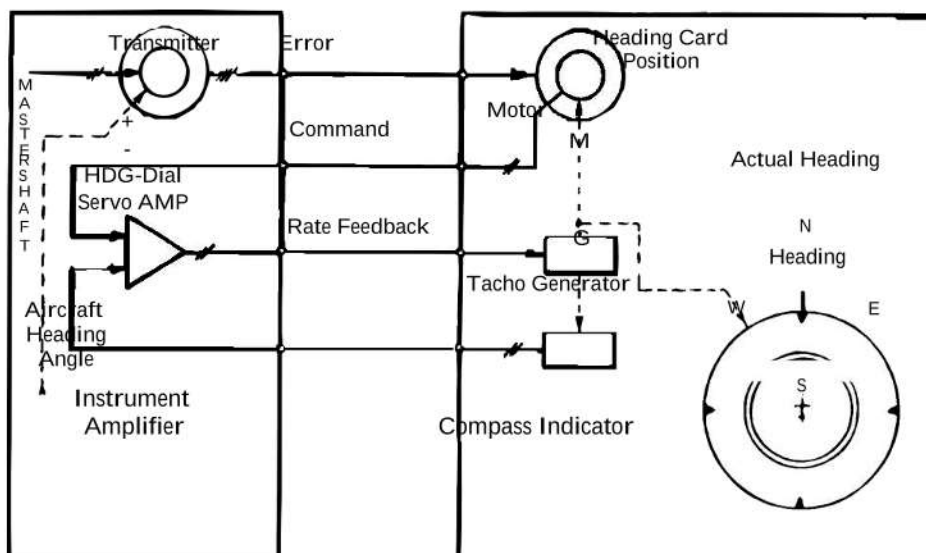 Transmitter
Error
Heading Card
Position
MASTERSHAFT
Motor
+
Command
M
-
Actual Heading
HDG-Dial
Servo AMP
N
Rate Feedback
G
Heading
Tacho Generator
Aircraft
Heading
Angle
W
E
S
Instrument
Amplifier
Compass Indicator